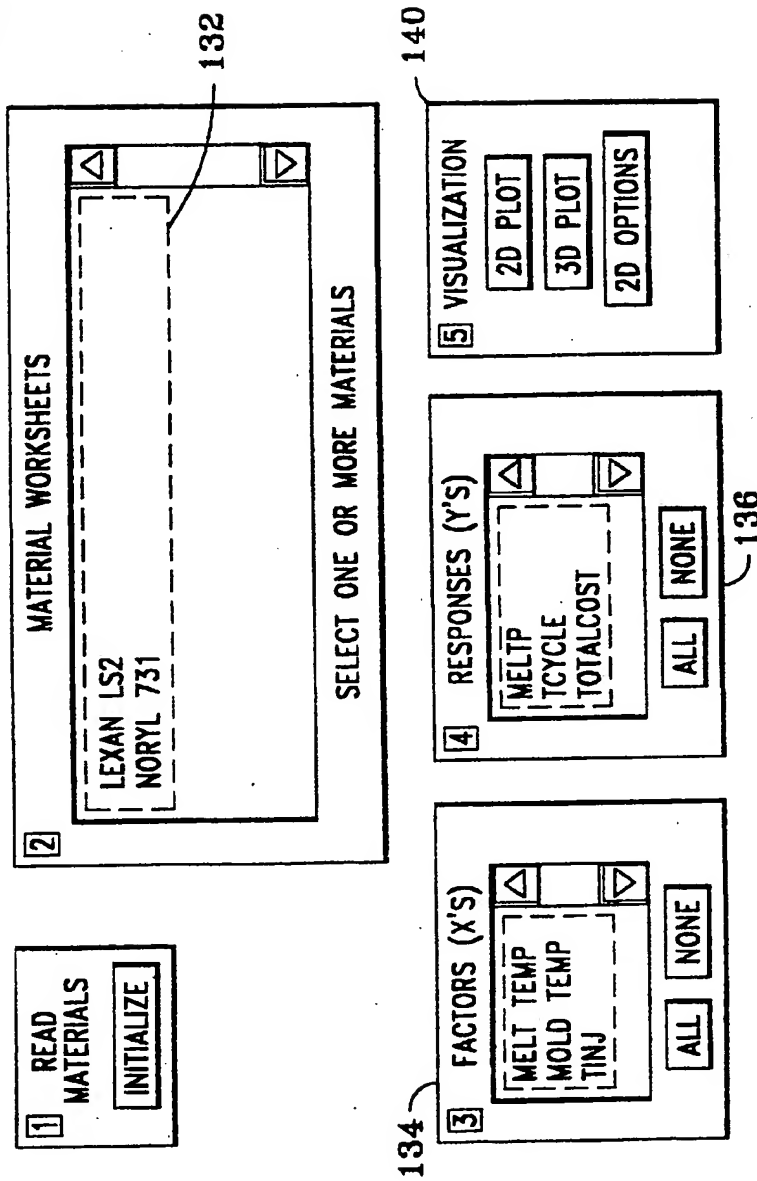 1
READ
MATERIALS
INITIALIZE
2
MATERIAL WORKSHEETS
LEXAN LS2
NORYL 731
132
SELECT ONE OR MORE MATERIALS
134
3
FACTORS (X'S)
MELT TEMP
MOLD TEMP
TINJ
ALL
NONE
4
RESPONSES (Y'S)
MELTP
TCYCLE
TOTALCOST
ALL
NONE
136
5
VISUALIZATION
2D PLOT
3D PLOT
2D OPTIONS
140